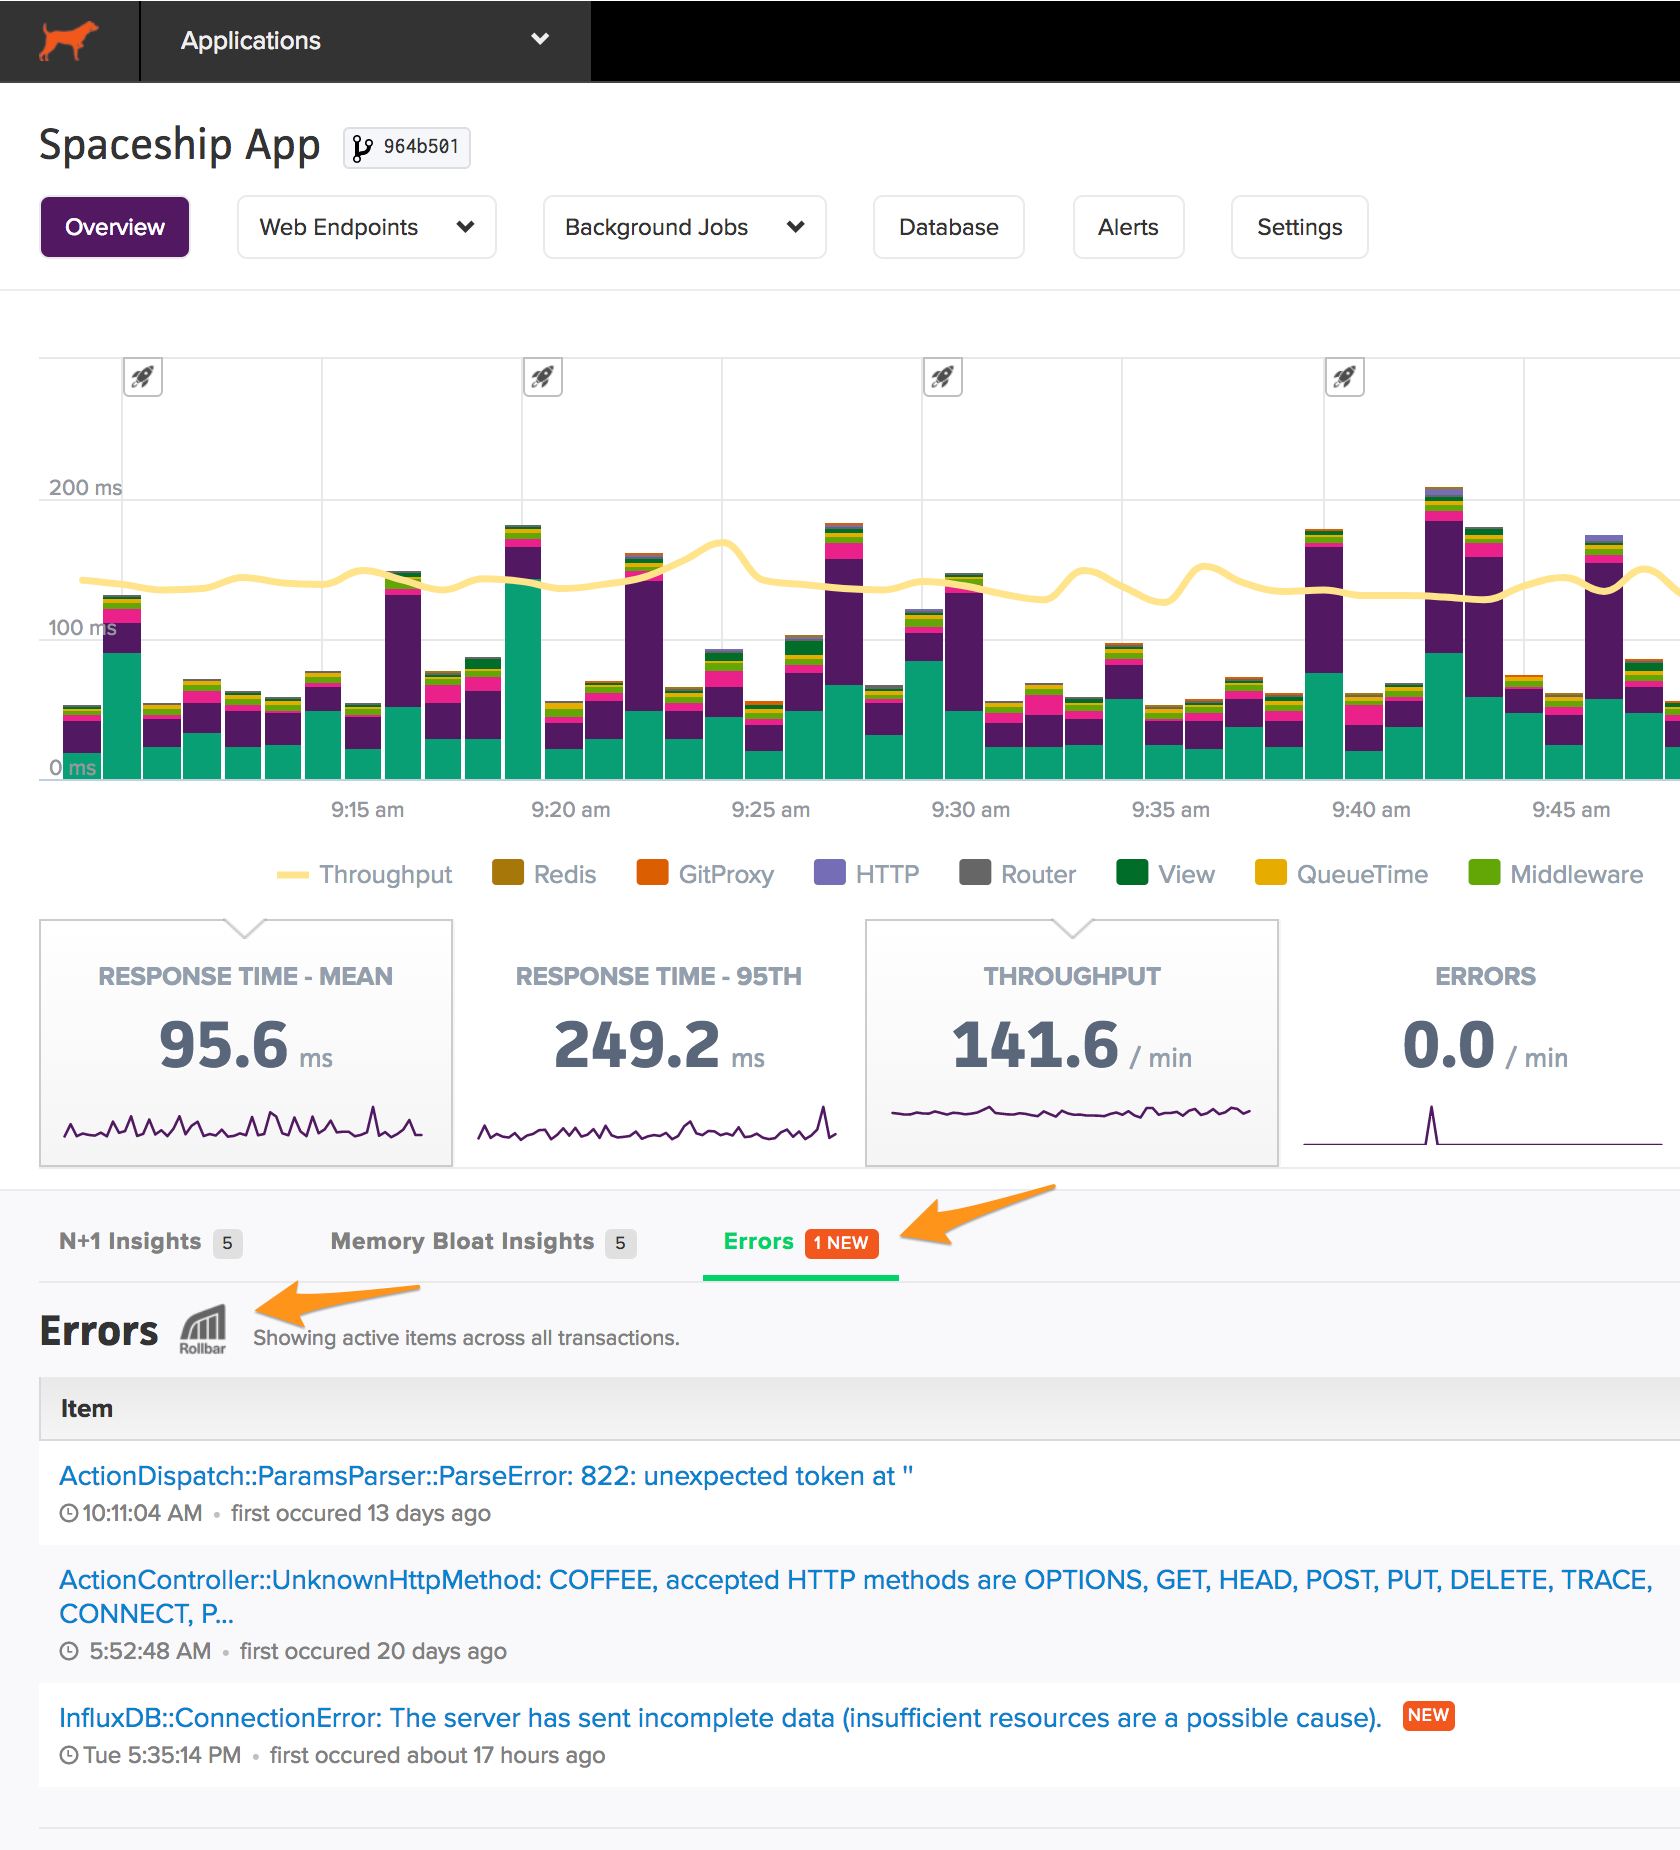 Applications
Spaceship App 964b501
Overview Web Endpoints Background Jobs Database Alerts Settings
200 ms
100 ms
0 ms
9:15 am 9:20 am 9:25 am 9:30 am 9:35 am 9:40 am 9:45 am
Throughput Redis GitProxy HTTP Router View QueueTime Middleware
RESPONSE TIME - MEAN RESPONSE TIME - 95TH THROUGHPUT ERRORS
95.6 ms 249.2 ms 141.6 / min 0.0 / min
N+1 Insights 5 Memory Bloat Insights 5 Errors 1 NEW
Errors Rollbar Showing active items across all transactions.
Item
ActionDispatch::ParamsParser::ParseError: 822: unexpected token at ''
10:11:04 AM • first occured 13 days ago
ActionController::UnknownHttpMethod: COFFEE, accepted HTTP methods are OPTIONS, GET, HEAD, POST, PUT, DELETE, TRACE,
CONNECT, P...
5:52:48 AM • first occured 20 days ago
InfluxDB::ConnectionError: The server has sent incomplete data (insufficient resources are a possible cause). NEW
Tue 5:35:14 PM • first occured about 17 hours ago